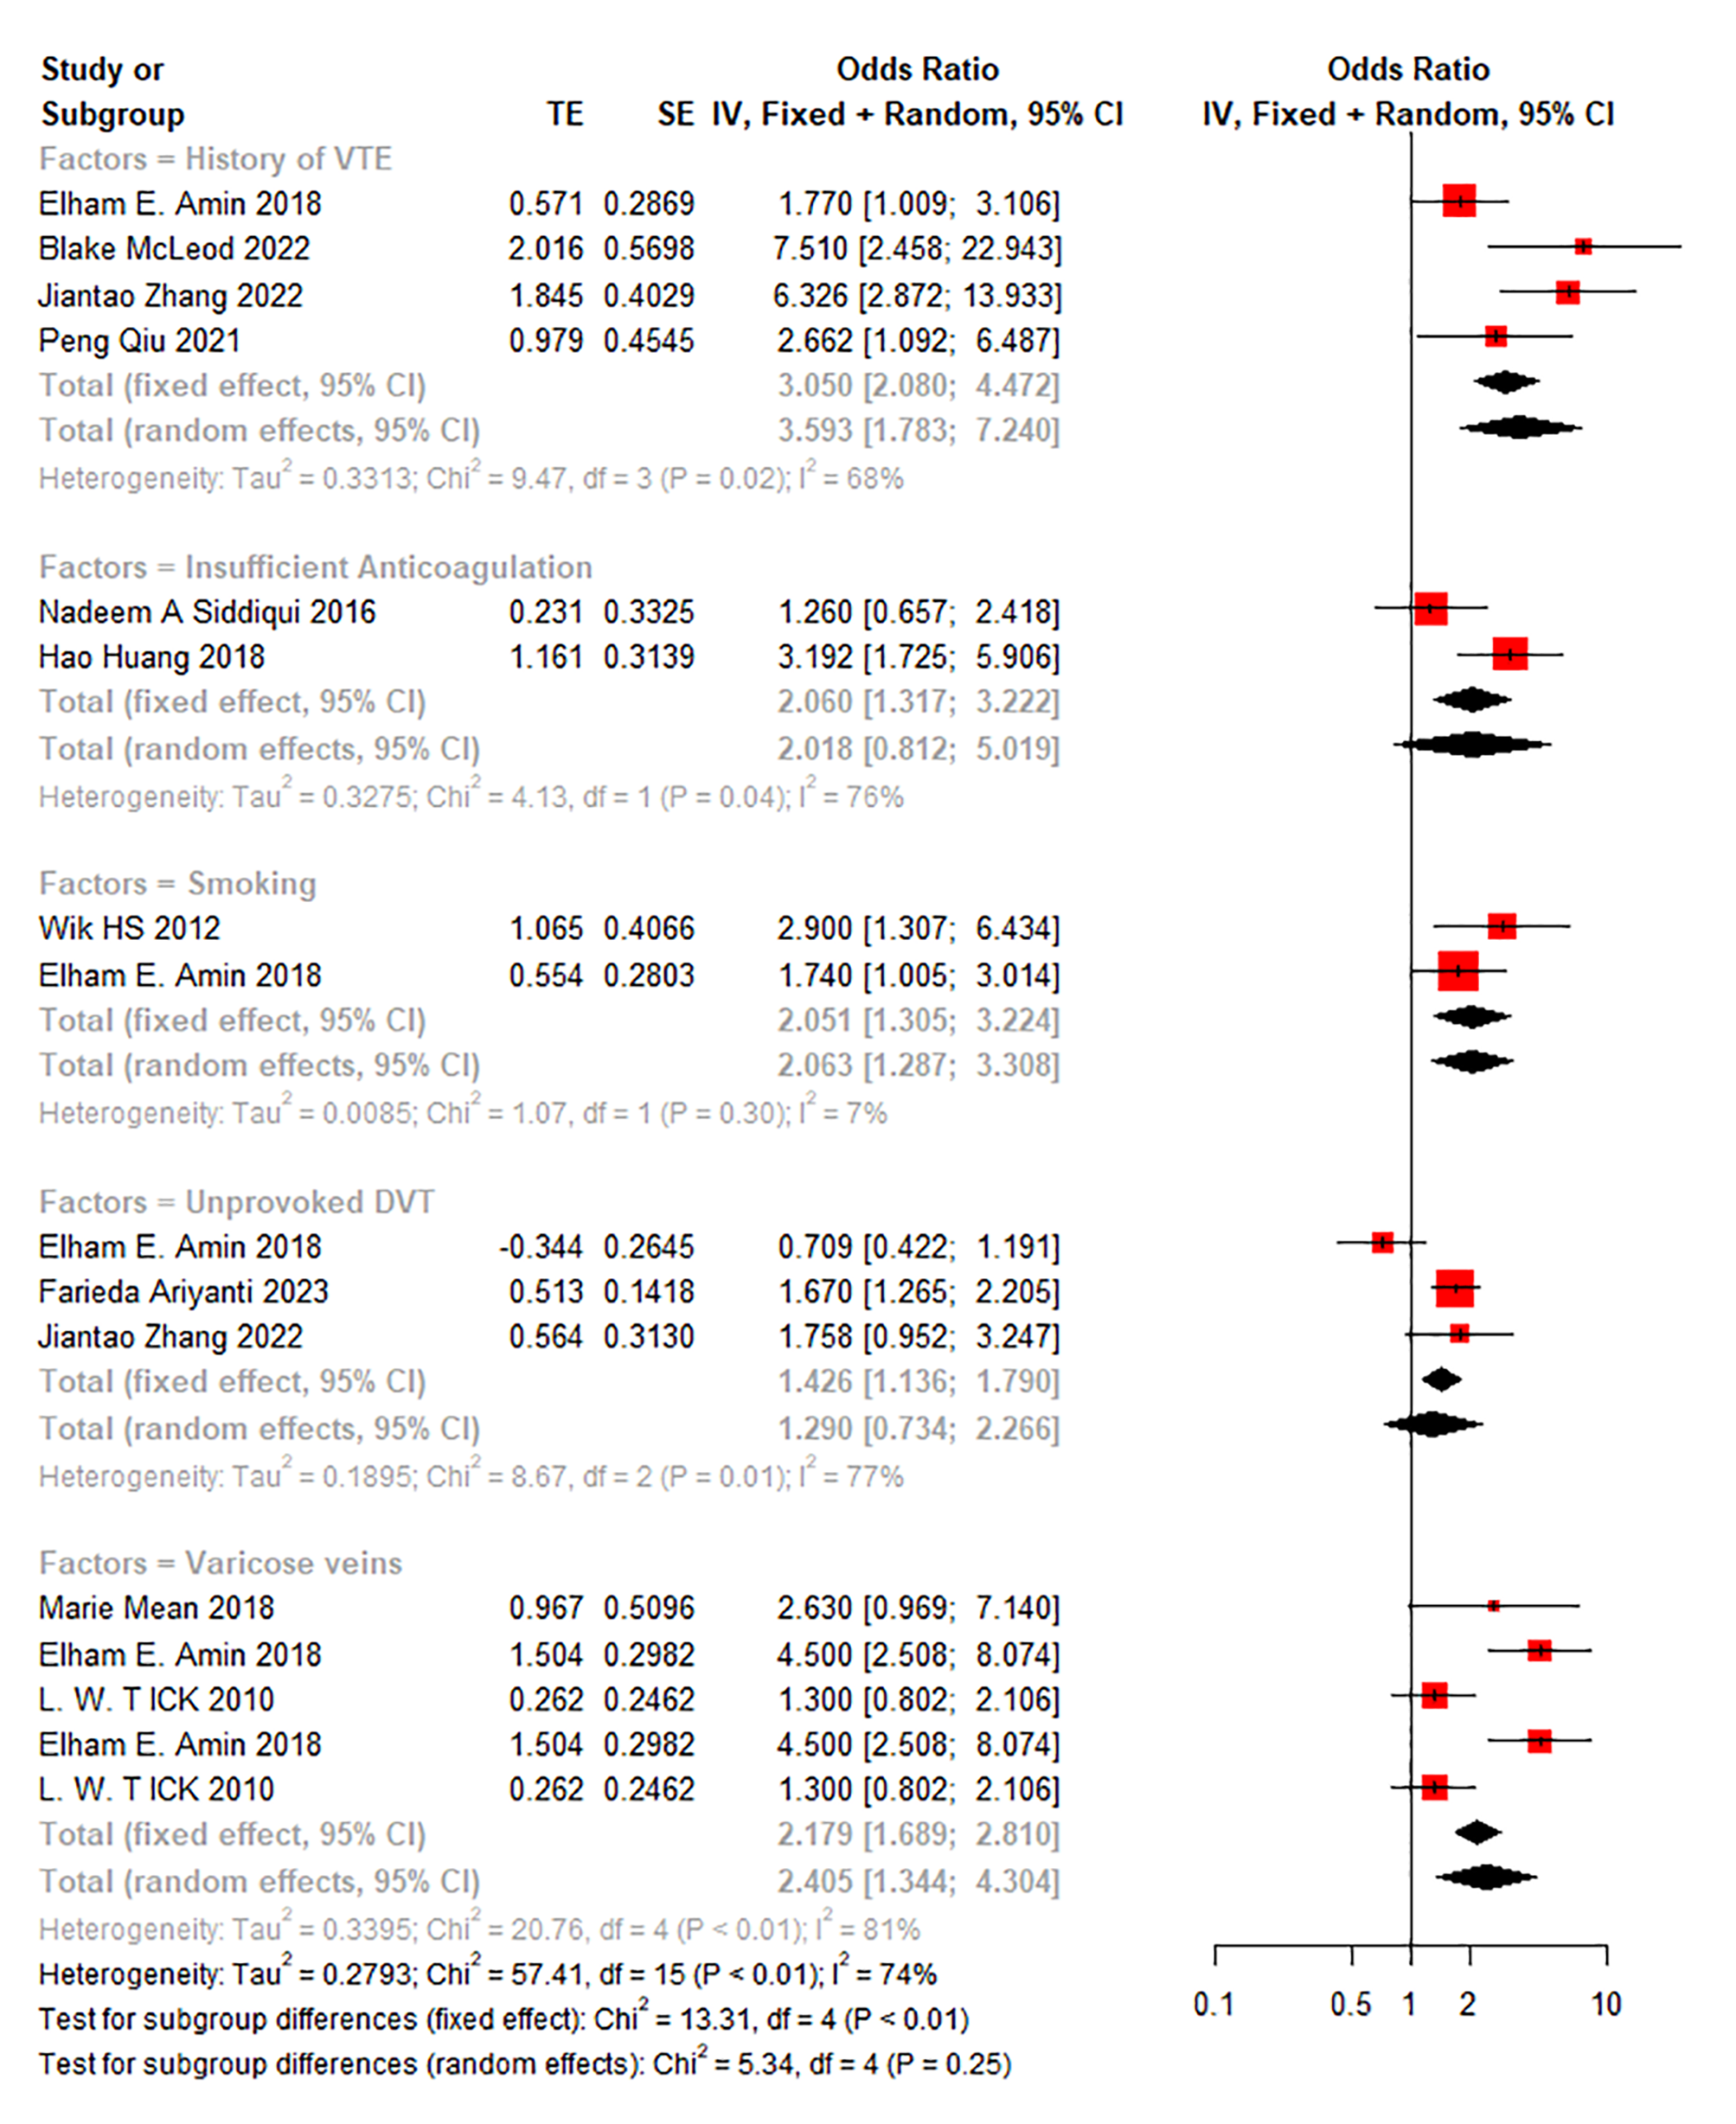 Study or Odds Ratio Odds Ratio
Subgroup TE SE IV, Fixed + Random, 95% CI IV, Fixed + Random, 95% CI
Factors = History of VTE
Elham E. Amin 2018 0.571 0.2869 1.770 [1.009; 3.106]
Blake McLeod 2022 2.016 0.5698 7.510 [2.458; 22.943]
Jiantao Zhang 2022 1.845 0.4029 6.326 [2.872; 13.933]
Peng Qiu 2021 0.979 0.4545 2.662 [1.092; 6.487]
Total (fixed effect, 95% CI) 3.050 [2.080; 4.472]
Total (random effects, 95% CI) 3.593 [1.783; 7.240]
Heterogeneity: Tau² = 0.3313; Chi² = 9.47, df = 3 (P = 0.02); I² = 68%
Factors = Insufficient Anticoagulation
Nadeem A Siddiqui 2016 0.231 0.3325 1.260 [0.657; 2.418]
Hao Huang 2018 1.161 0.3139 3.192 [1.725; 5.906]
Total (fixed effect, 95% CI) 2.060 [1.317; 3.222]
Total (random effects, 95% CI) 2.018 [0.812; 5.019]
Heterogeneity: Tau² = 0.3275; Chi² = 4.13, df = 1 (P = 0.04); I² = 76%
Factors = Smoking
Wik HS 2012 1.065 0.4066 2.900 [1.307; 6.434]
Elham E. Amin 2018 0.554 0.2803 1.740 [1.005; 3.014]
Total (fixed effect, 95% CI) 2.051 [1.305; 3.224]
Total (random effects, 95% CI) 2.063 [1.287; 3.308]
Heterogeneity: Tau² = 0.0085; Chi² = 1.07, df = 1 (P = 0.30); I² = 7%
Factors = Unprovoked DVT
Elham E. Amin 2018 -0.344 0.2645 0.709 [0.422; 1.191]
Farieda Ariyanti 2023 0.513 0.1418 1.670 [1.265; 2.205]
Jiantao Zhang 2022 0.564 0.3130 1.758 [0.952; 3.247]
Total (fixed effect, 95% CI) 1.426 [1.136; 1.790]
Total (random effects, 95% CI) 1.290 [0.734; 2.266]
Heterogeneity: Tau² = 0.1895; Chi² = 8.67, df = 2 (P = 0.01); I² = 77%
Factors = Varicose veins
Marie Mean 2018 0.967 0.5096 2.630 [0.969; 7.140]
Elham E. Amin 2018 1.504 0.2982 4.500 [2.508; 8.074]
L. W. T ICK 2010 0.262 0.2462 1.300 [0.802; 2.106]
Elham E. Amin 2018 1.504 0.2982 4.500 [2.508; 8.074]
L. W. T ICK 2010 0.262 0.2462 1.300 [0.802; 2.106]
Total (fixed effect, 95% CI) 2.179 [1.689; 2.810]
Total (random effects, 95% CI) 2.405 [1.344; 4.304]
Heterogeneity: Tau² = 0.3395; Chi² = 20.76, df = 4 (P < 0.01); I² = 81%
Heterogeneity: Tau² = 0.2793; Chi² = 57.41, df = 15 (P < 0.01); I² = 74%
0.1 0.5 1 2 10
Test for subgroup differences (fixed effect): Chi² = 13.31, df = 4 (P < 0.01)
Test for subgroup differences (random effects): Chi² = 5.34, df = 4 (P = 0.25)